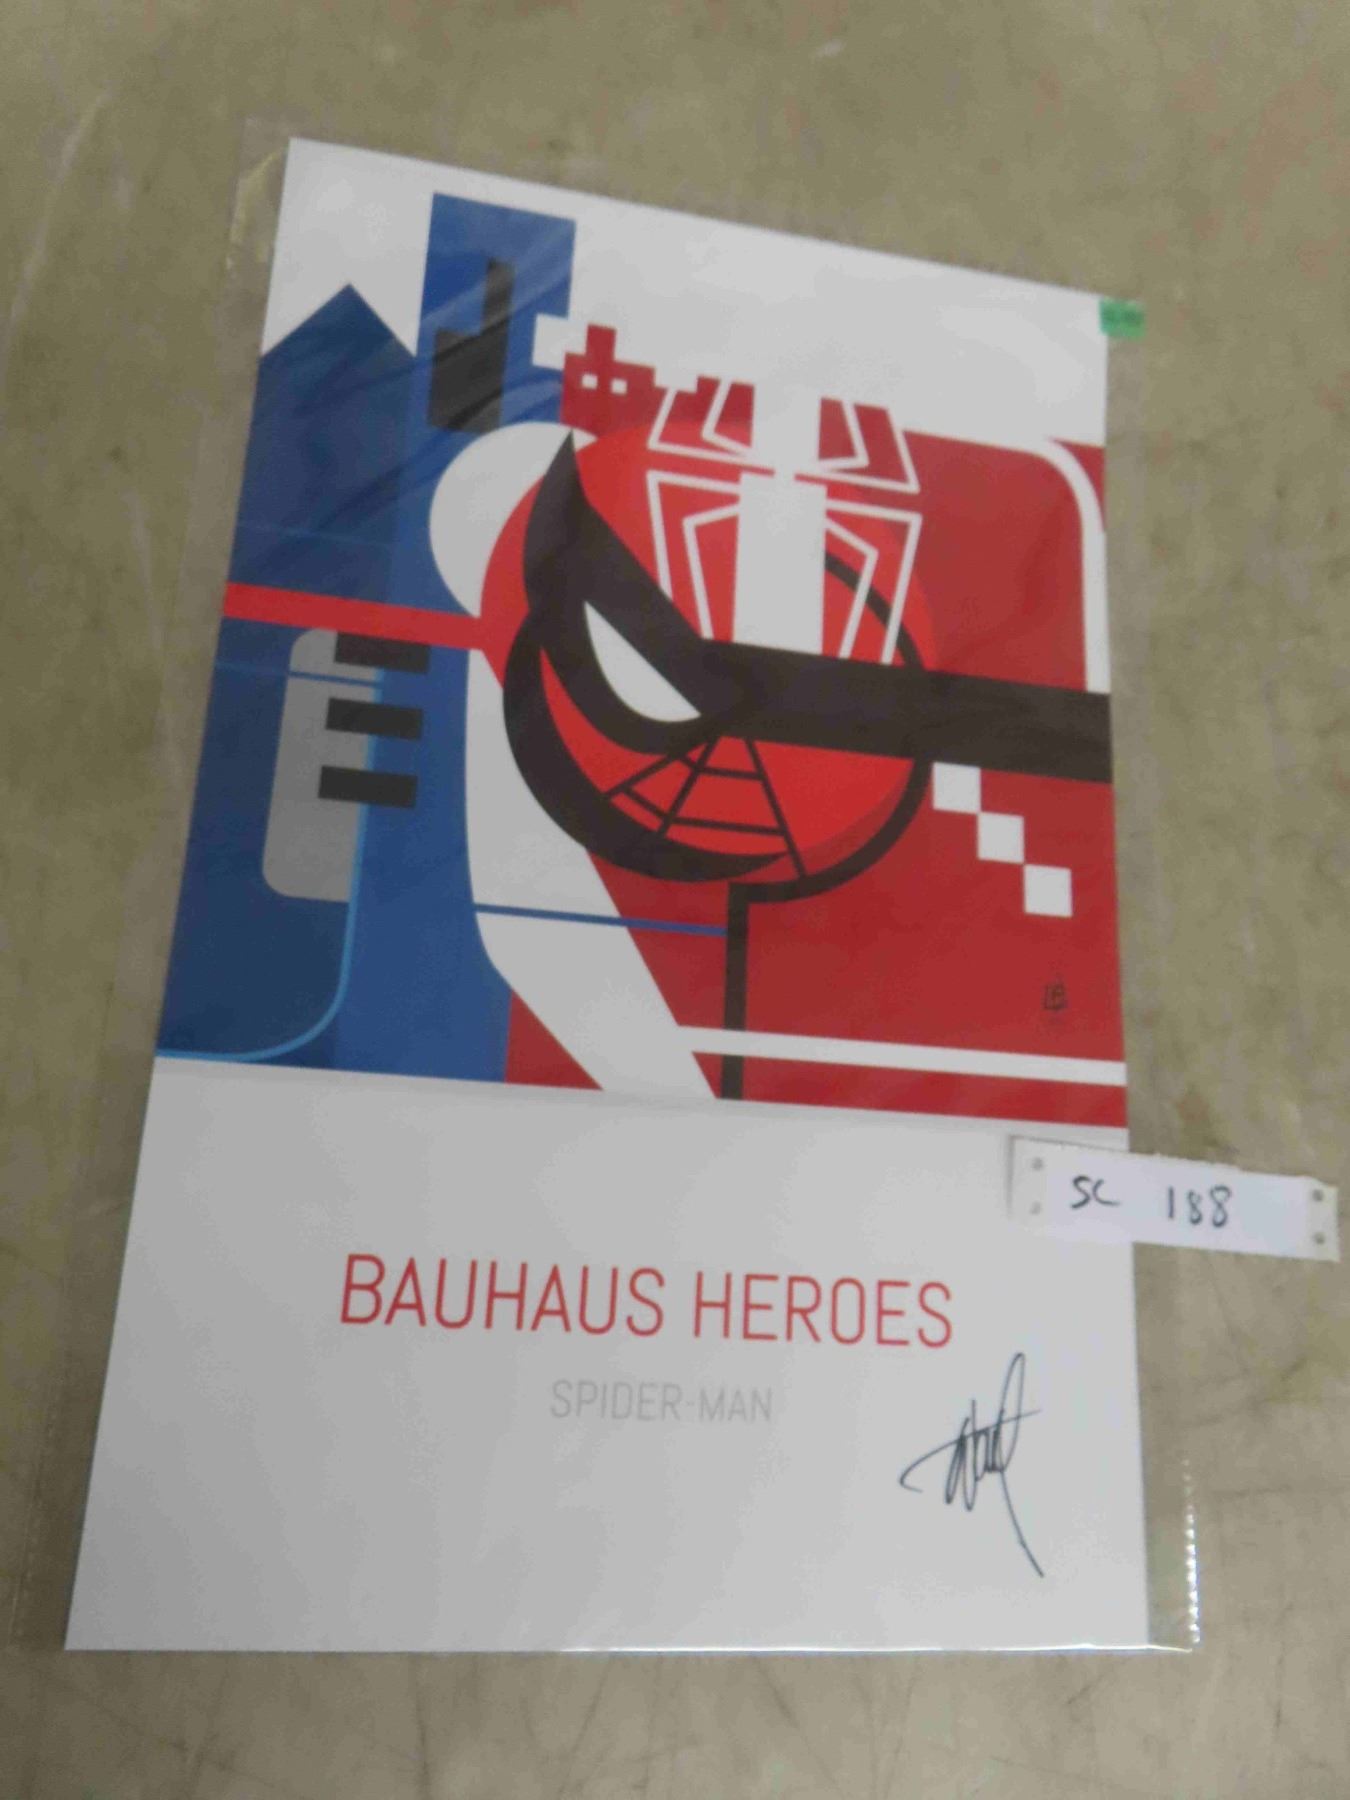 SC 188
BAUHAUS HEROES
SPIDER-MAN